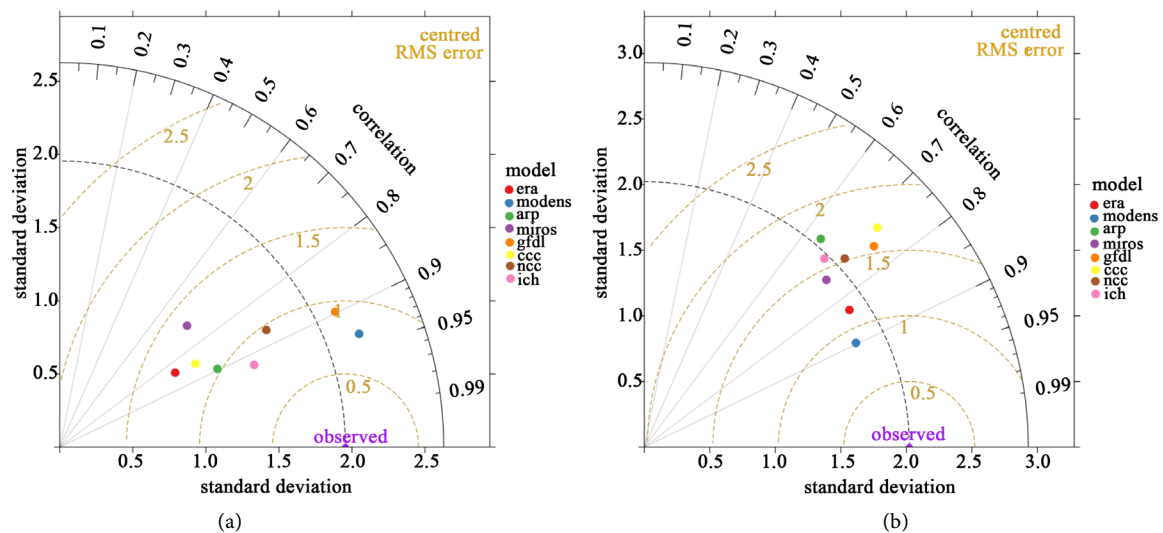 centred
RMS error
0.1
0.2
0.3
0.4
0.5
0.6
0.7
0.8
0.9
0.95
0.99
correlation
2.5
2.0
1.5
1.0
0.5
standard deviation
2.5
2
1.5
1
0.5
observed
0.5
1.0
1.5
2.0
2.5
standard deviation
model
era
modens
arp
miros
gfdl
ccc
ncc
ich
(a)
centred
RMS error
0.1
0.2
0.3
0.4
0.5
0.6
0.7
0.8
0.9
0.95
0.99
correlation
3.0
2.5
2.0
1.5
1.0
0.5
standard deviation
2.5
2
1.5
1
0.5
observed
0.5
1.0
1.5
2.0
2.5
3.0
standard deviation
model
era
modens
arp
miros
gfdl
ccc
ncc
ich
(b)